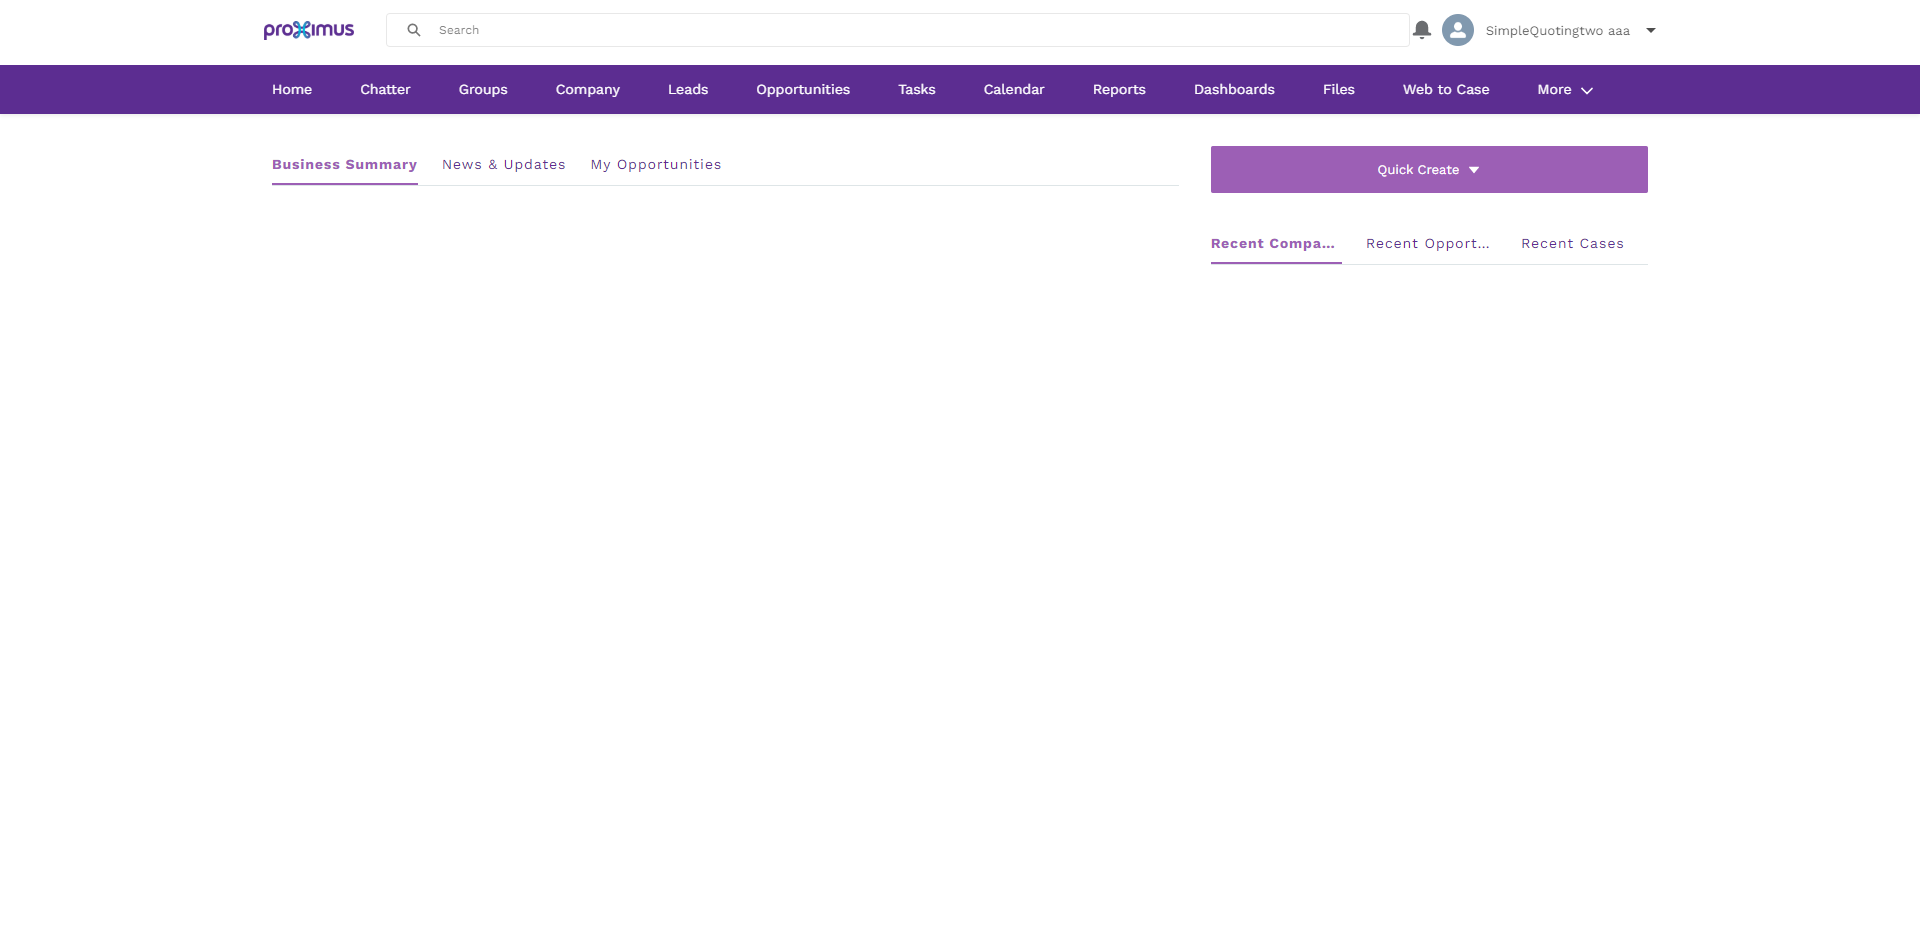 proximus
Search
SimpleQuotingtwo aaa
Home Chatter Groups Company Leads Opportunities Tasks Calendar Reports Dashboards Files Web to Case More
Business Summary News & Updates My Opportunities
Quick Create
Recent Compa... Recent Opport... Recent Cases